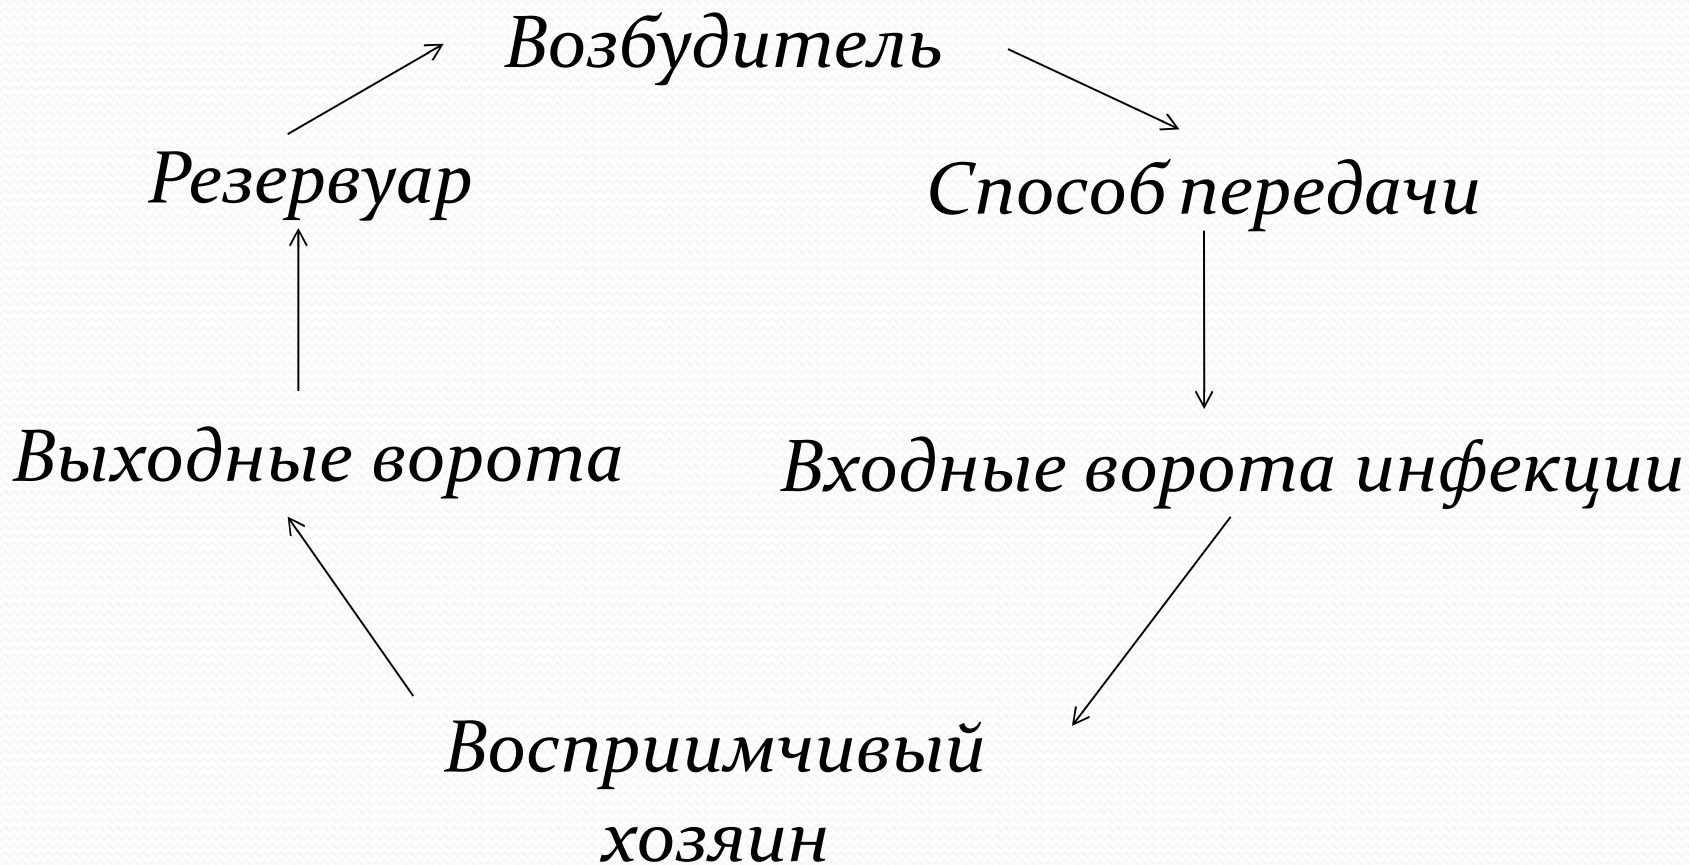 Возбудитель
Резервуар
Способ передачи
Выходные ворота
Входные ворота инфекции
Восприимчивый
хозяин